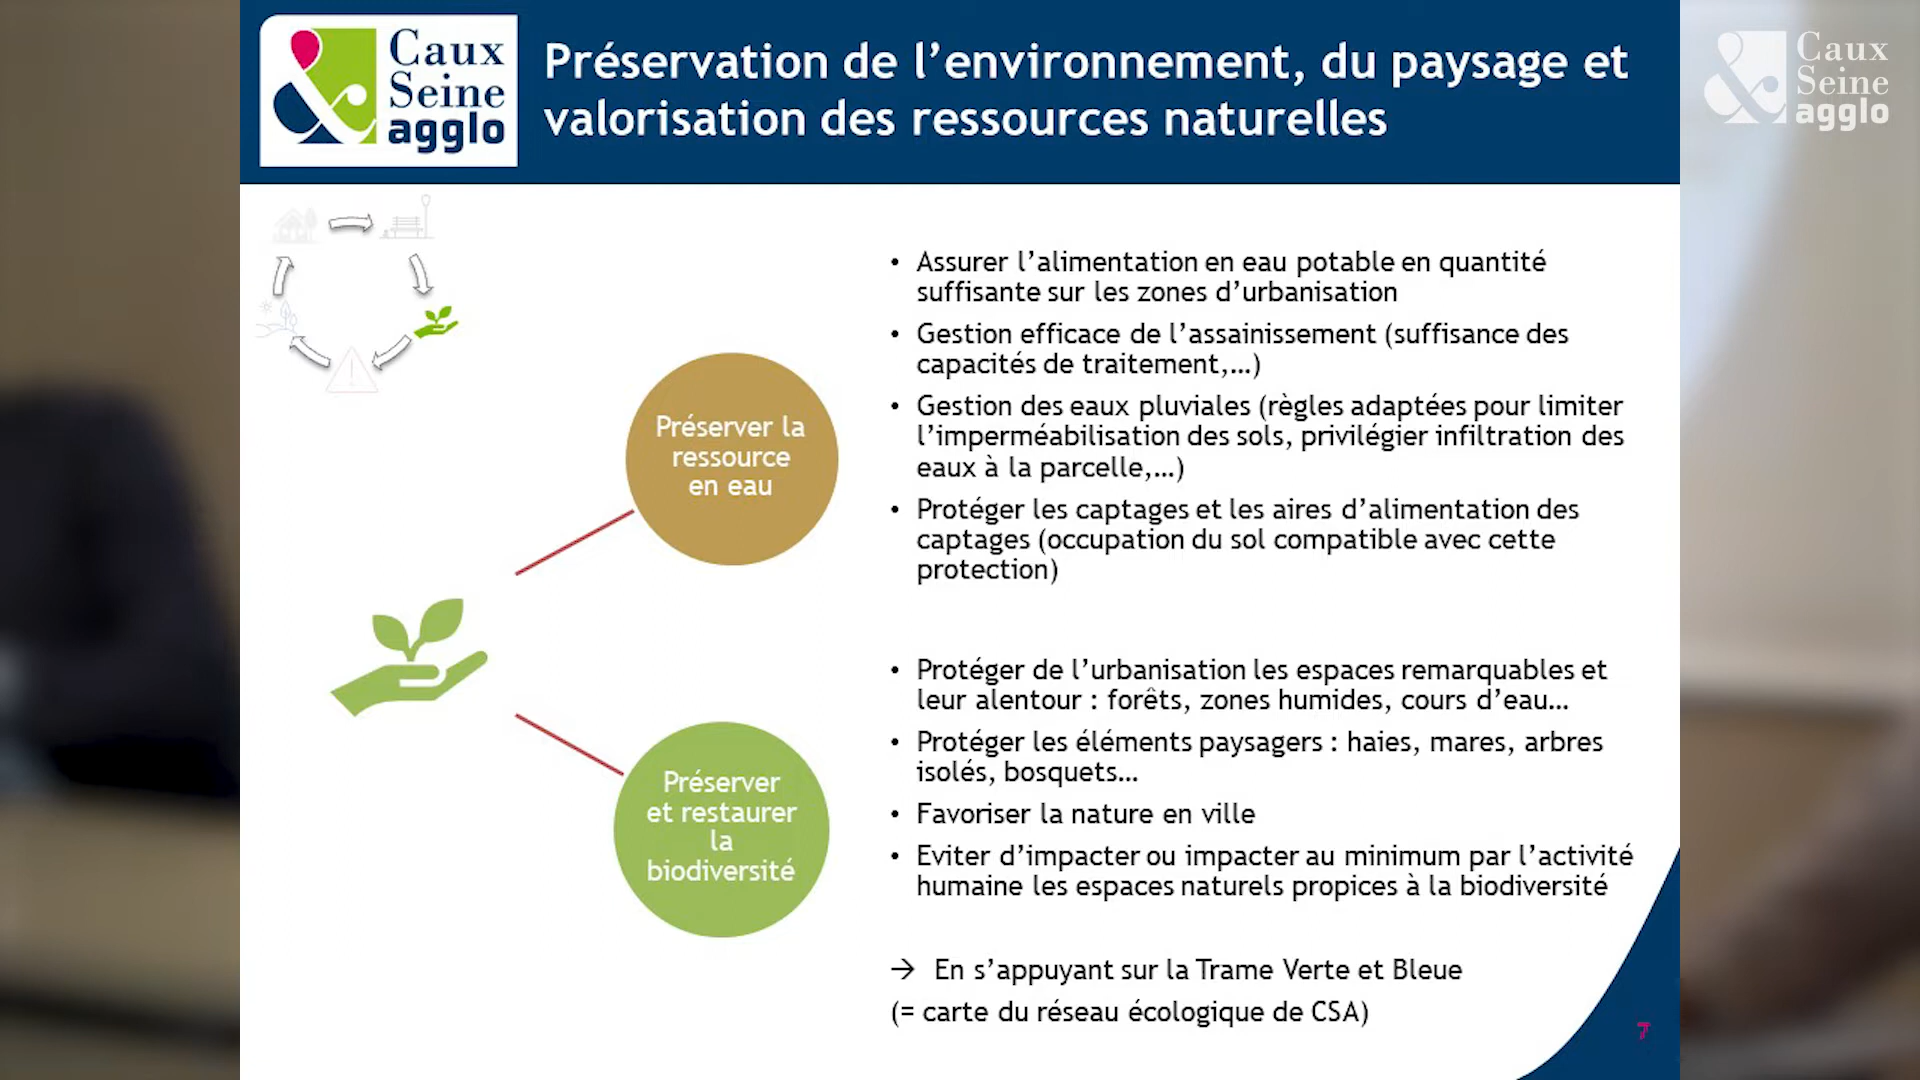 Caux
Seine
agglo
Préservation de l’environnement, du paysage et
valorisation des ressources naturelles
Caux
Seine
agglo
Préserver la
ressource
en eau
• Assurer l’alimentation en eau potable en quantité
suffisante sur les zones d’urbanisation
• Gestion efficace de l’assainissement (suffisance des
capacités de traitement,…)
• Gestion des eaux pluviales (règles adaptées pour limiter
l’imperméabilisation des sols, privilégier infiltration des
eaux à la parcelle,…)
• Protéger les captages et les aires d’alimentation des
captages (occupation du sol compatible avec cette
protection)
Préserver
et restaurer
la
biodiversité
• Protéger de l’urbanisation les espaces remarquables et
leur alentour : forêts, zones humides, cours d’eau…
• Protéger les éléments paysagers : haies, mares, arbres
isolés, bosquets…
• Favoriser la nature en ville
• Eviter d’impacter ou impacter au minimum par l’activité
humaine les espaces naturels propices à la biodiversité
→ En s’appuyant sur la Trame Verte et Bleue
(= carte du réseau écologique de CSA)
7